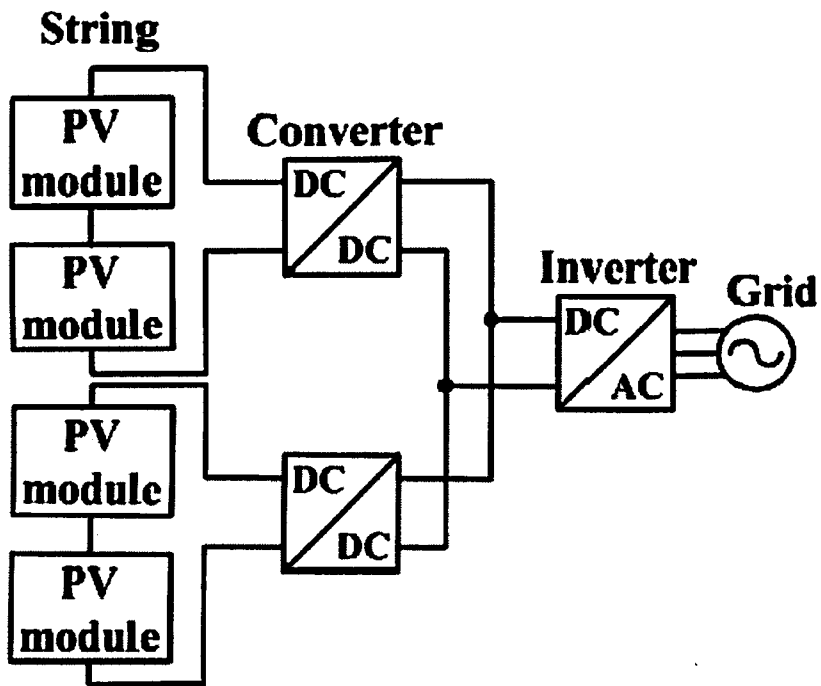 String
PV
module
Converter
DC
DC
PV
module
Inverter
Grid
DC
AC
PV
module
DC
DC
PV
module